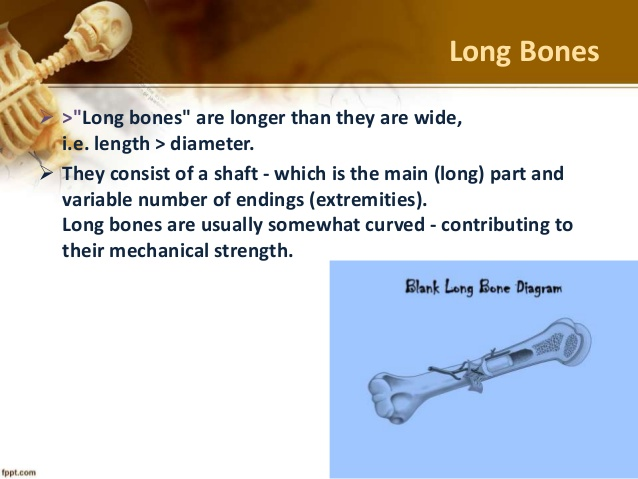 Long Bones
➢ >"Long bones" are longer than they are wide,
i.e. length > diameter.
➢ They consist of a shaft - which is the main (long) part and
variable number of endings (extremities).
Long bones are usually somewhat curved - contributing to
their mechanical strength.
Blank Long Bone Diagram
fppt.com